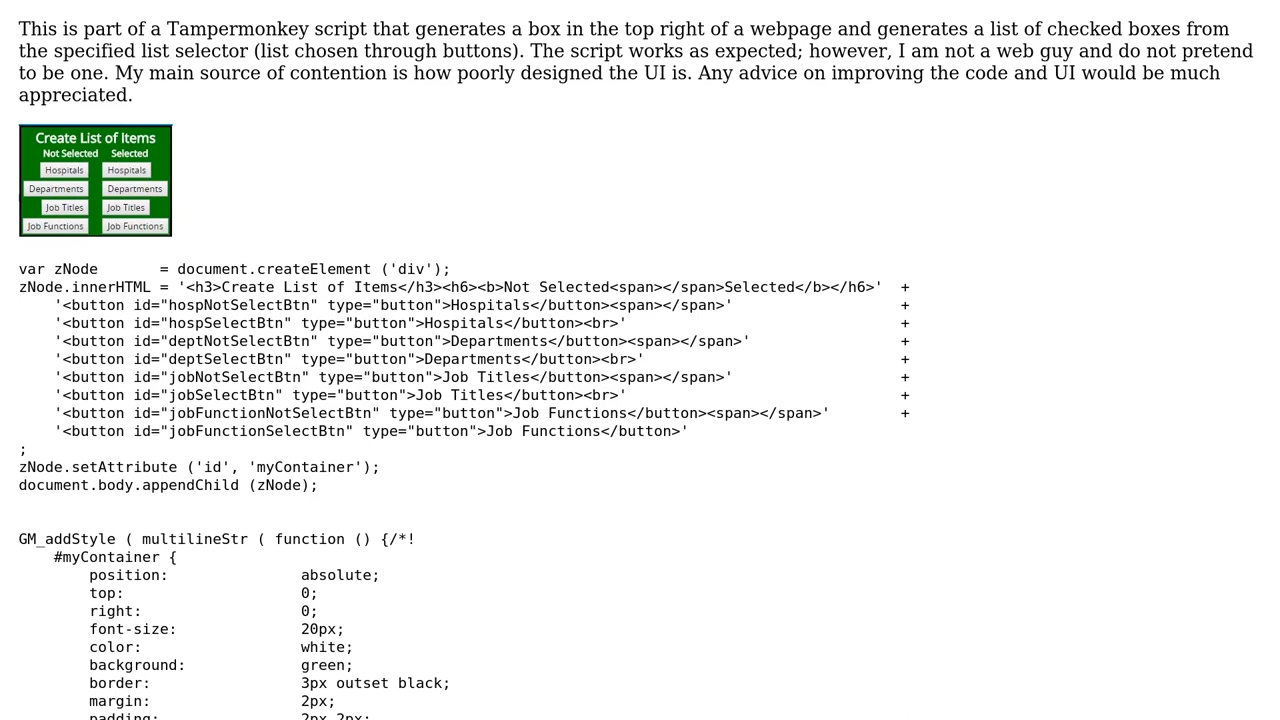 This is part of a Tampermonkey script that generates a box in the top right of a webpage and generates a list of checked boxes from
the specified list selector (list chosen through buttons). The script works as expected; however, I am not a web guy and do not pretend
to be one. My main source of contention is how poorly designed the UI is. Any advice on improving the code and UI would be much
appreciated.
Create List of Items
Not Selected Selected
Hospitals Hospitals
Departments Departments
Job Titles Job Titles
Job Functions Job Functions
var zNode       = document.createElement ('div');
zNode.innerHTML = '<h3>Create List of Items</h3><h6><b>Not Selected<span></span>Selected</b></h6>'  +
    '<button id="hospNotSelectBtn" type="button">Hospitals</button><span></span>'                   +
    '<button id="hospSelectBtn" type="button">Hospitals</button><br>'                               +
    '<button id="deptNotSelectBtn" type="button">Departments</button><span></span>'                 +
    '<button id="deptSelectBtn" type="button">Departments</button><br>'                             +
    '<button id="jobNotSelectBtn" type="button">Job Titles</button><span></span>'                   +
    '<button id="jobSelectBtn" type="button">Job Titles</button><br>'                               +
    '<button id="jobFunctionNotSelectBtn" type="button">Job Functions</button><span></span>'        +
    '<button id="jobFunctionSelectBtn" type="button">Job Functions</button>'
;
zNode.setAttribute ('id', 'myContainer');
document.body.appendChild (zNode);
GM_addStyle ( multilineStr ( function () {/*!
    #myContainer {
        position:               absolute;
        top:                    0;
        right:                  0;
        font-size:              20px;
        color:                  white;
        background:             green;
        border:                 3px outset black;
        margin:                 2px;
        padding:                2px 2px;